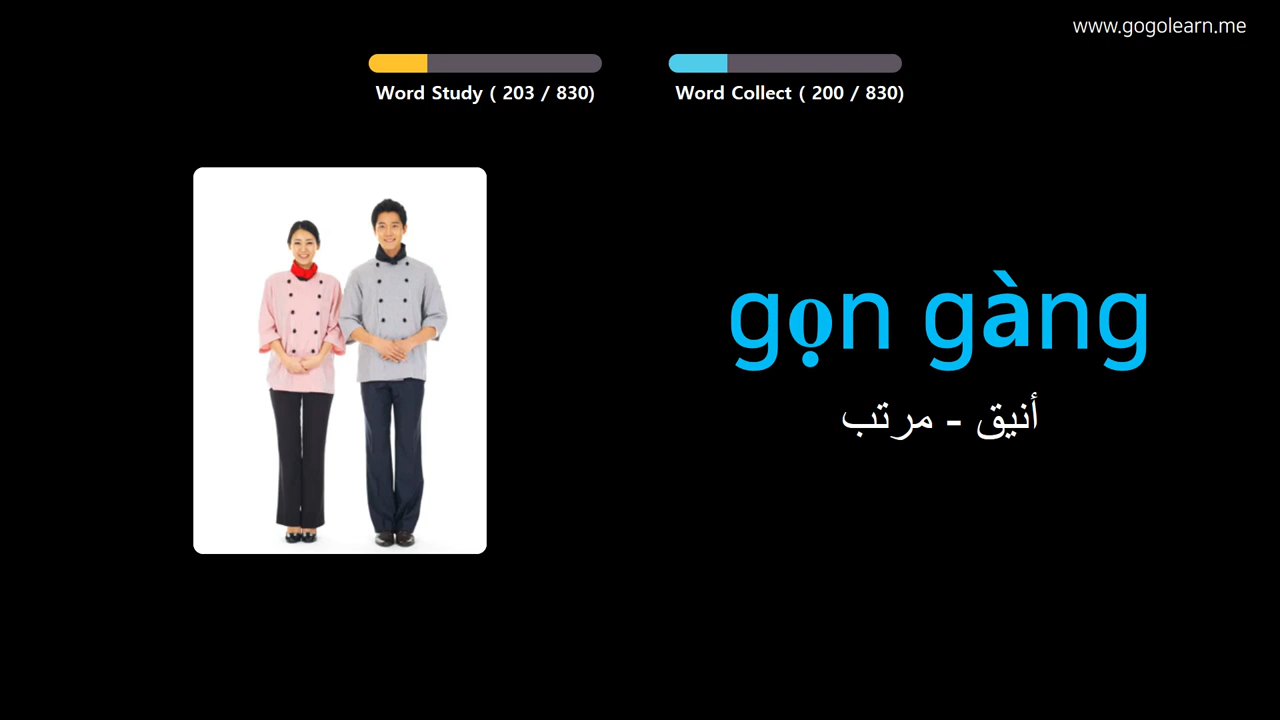 www.gogolearn.me
Word Study ( 203 / 830)
Word Collect ( 200 / 830)
gọn gàng
أنيق - مرتب